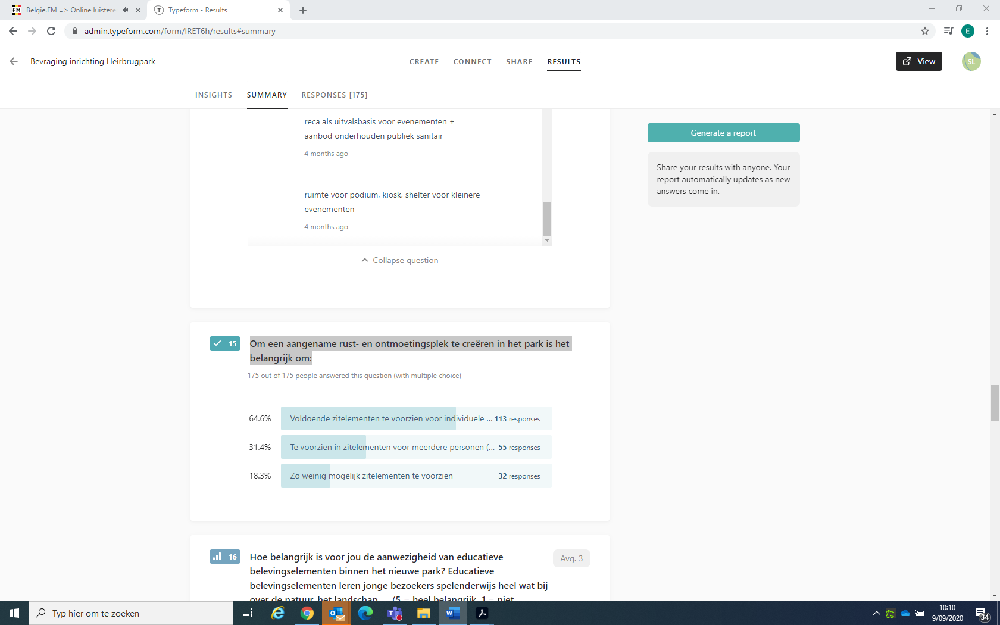 Belgie.FM => Online luistere
Typeform - Results
admin.typeform.com/form/IRET6h/results#summary
E
Bevraging inrichting Heirbrugpark
CREATE
CONNECT
SHARE
RESULTS
View
SL
INSIGHTS
SUMMARY
RESPONSES [175]
reca als uitvalsbasis voor evenementen +
aanbod onderhouden publiek sanitair
4 months ago
ruimte voor podium, kiosk, shelter voor kleinere
evenementen
4 months ago
Collapse question
Generate a report
Share your results with anyone. Your
report automatically updates as new
answers come in.
15
Om een aangename rust- en ontmoetingsplek te creëren in het park is het
belangrijk om:
175 out of 175 people answered this question (with multiple choice)
64.6% Voldoende zitelementen te voorzien voor individuele ... 113 responses
31.4% Te voorzien in zitelementen voor meerdere personen (... 55 responses
18.3% Zo weinig mogelijk zitelementen te voorzien 32 responses
16
Hoe belangrijk is voor jou de aanwezigheid van educatieve
belevingselementen binnen het nieuwe park? Educatieve
belevingselementen leren jonge bezoekers spelenderwijs heel wat bij
over de natuur, het landschap, ... (5 = heel belangrijk, 1 = niet
Avg. 3
Typ hier om te zoeken
10:10
9/09/2020
34